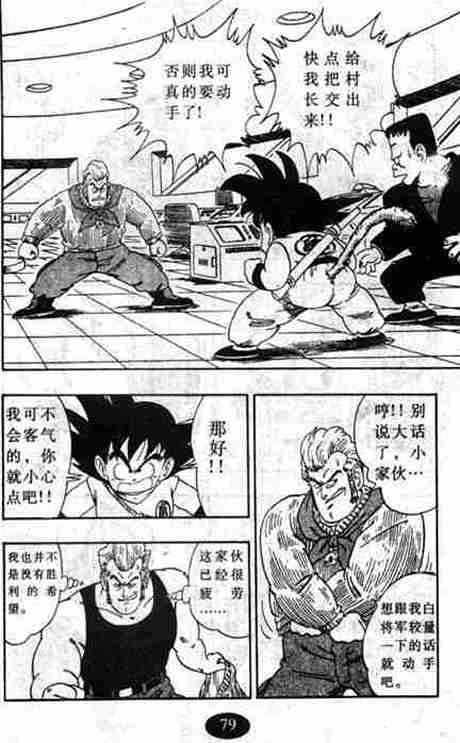 快点给
我把村
长交出
来!!
否则我可
真的要动
手了!
哼!!别
说大话
了,小
家伙…
想跟我白
将军较量
一下的话
就动手
吧。
那
好
!!
我可不
会客气
的,你
就小心
点吧!!
这家伙
已经很
疲劳
……
我也并不
是没有胜
利的希
望。
79